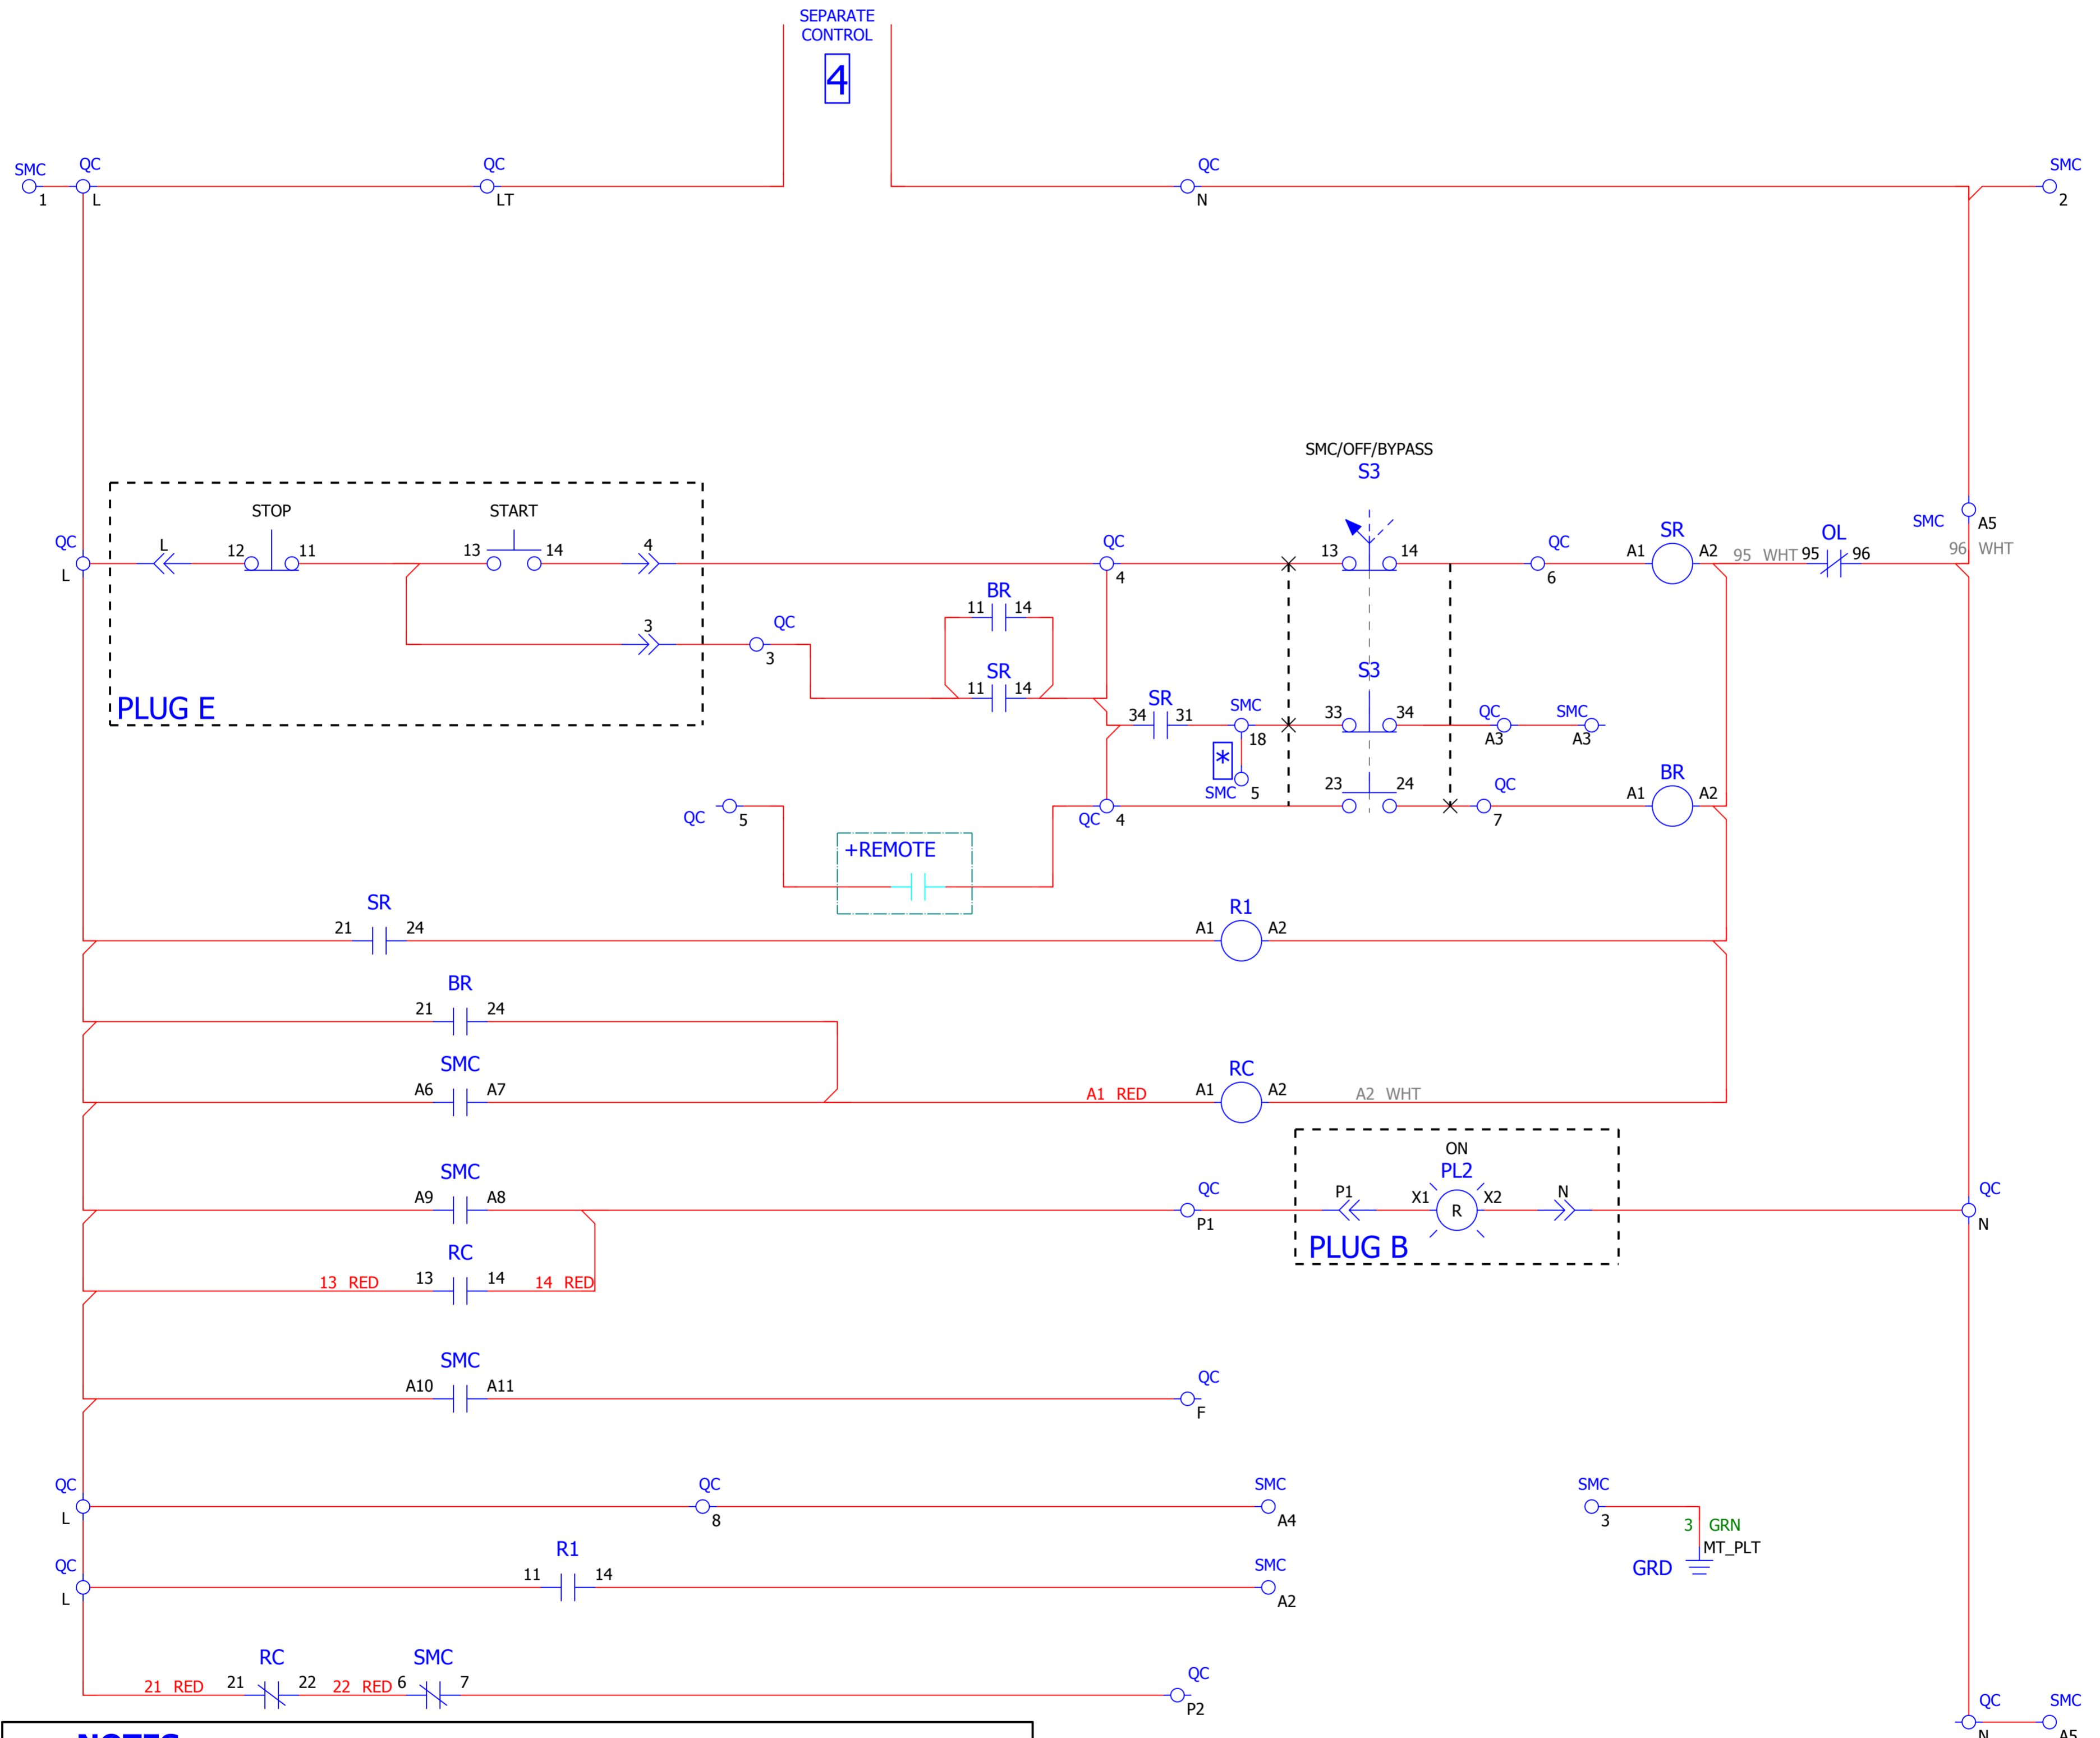 SEPARATE
CONTROL
4
SMC QC QC QC SMC
1 L LT N 2
SMC/OFF/BYPASS
S3
STOP START
QC L 12 11 13 14 4 QC 13 14 QC SR OL SMC A5
L 4 6 A1 A2 95 WHT 95 96 96 WHT
BR
11 14
3 QC
3
SR
11 14
S3
PLUG E
SR SMC
34 31 18 33 34 QC SMC
A3 A3
*
SMC 5
23 24 QC BR
A1 A2
QC 5 QC 4 7
+REMOTE
SR R1
21 24 A1 A2
BR
21 24
SMC RC
A6 A7 A1 RED A1 A2 A2 WHT
ON
SMC PL2
A9 A8 QC P1 X1 R X2 N QC
P1 N
PLUG B
RC
13 RED 13 14 14 RED
SMC
A10 A11 QC
F
QC QC SMC SMC
L 8 A4 3
3 GRN
MT_PLT
GRD
QC R1 SMC
L 11 14 A2
RC SMC QC
21 RED 21 22 22 RED 6 7 P2
QC SMC
N A5
NOTES